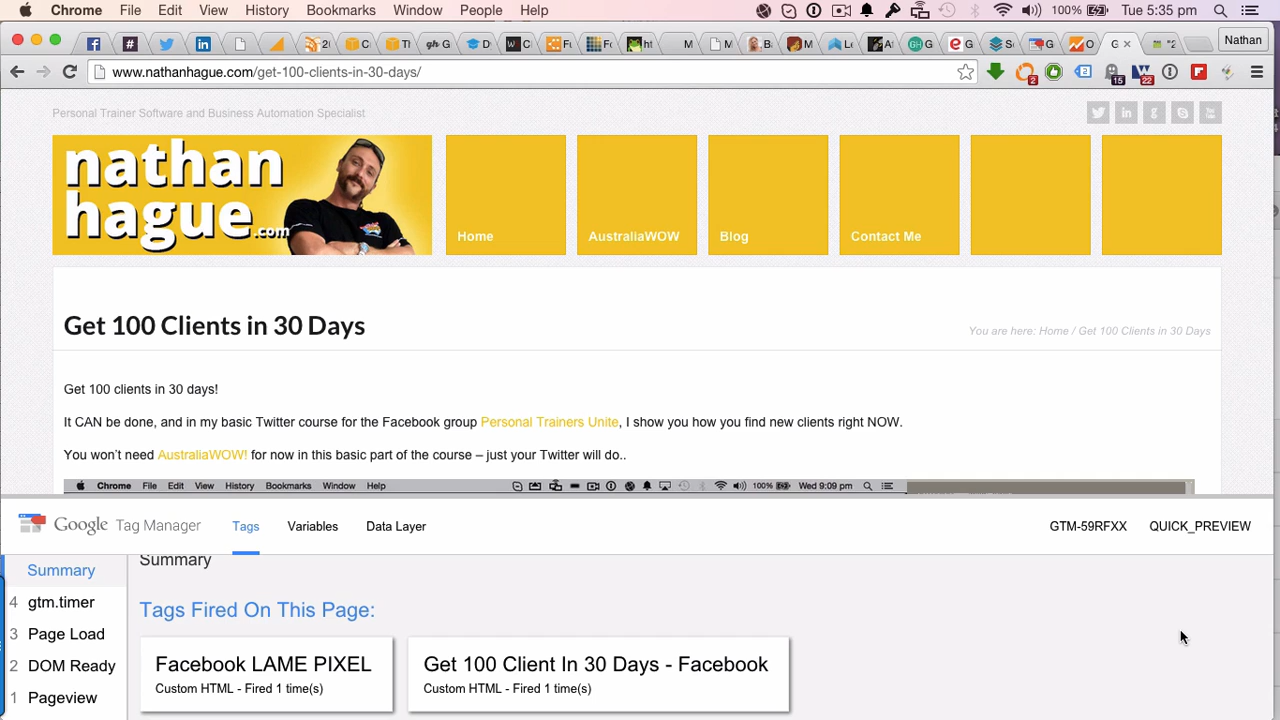 Chrome File Edit View History Bookmarks Window People Help 100% Tue 5:35 pm
Nathan
www.nathanhague.com/get-100-clients-in-30-days/
2 15 22
Personal Trainer Software and Business Automation Specialist
nathan
hague.com
Home AustraliaWOW Blog Contact Me
Get 100 Clients in 30 Days
You are here: Home / Get 100 Clients in 30 Days
Get 100 clients in 30 days!
It CAN be done, and in my basic Twitter course for the Facebook group Personal Trainers Unite, I show you how you find new clients right NOW.
You won't need AustraliaWOW! for now in this basic part of the course – just your Twitter will do..
Chrome File Edit View History Bookmarks Window Help 100% Wed 9:09 pm
Google Tag Manager Tags Variables Data Layer GTM-59RFXX QUICK_PREVIEW
Summary
4 gtm.timer
3 Page Load
2 DOM Ready
1 Pageview
Summary
Tags Fired On This Page:
Facebook LAME PIXEL
Custom HTML - Fired 1 time(s)
Get 100 Client In 30 Days - Facebook
Custom HTML - Fired 1 time(s)